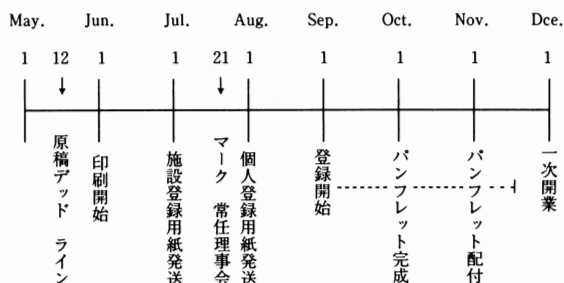 May. Jun. Jul. Aug. Sep. Oct. Nov. Dce.
1 12 1 1 21 1 1 1 1 1
原稿デッド ライン
印刷開始
施設登録用紙発送
マーク 常任理事会
個人登録用紙発送
登録開始
パンフレット完成
パンフレット配付
一次開業